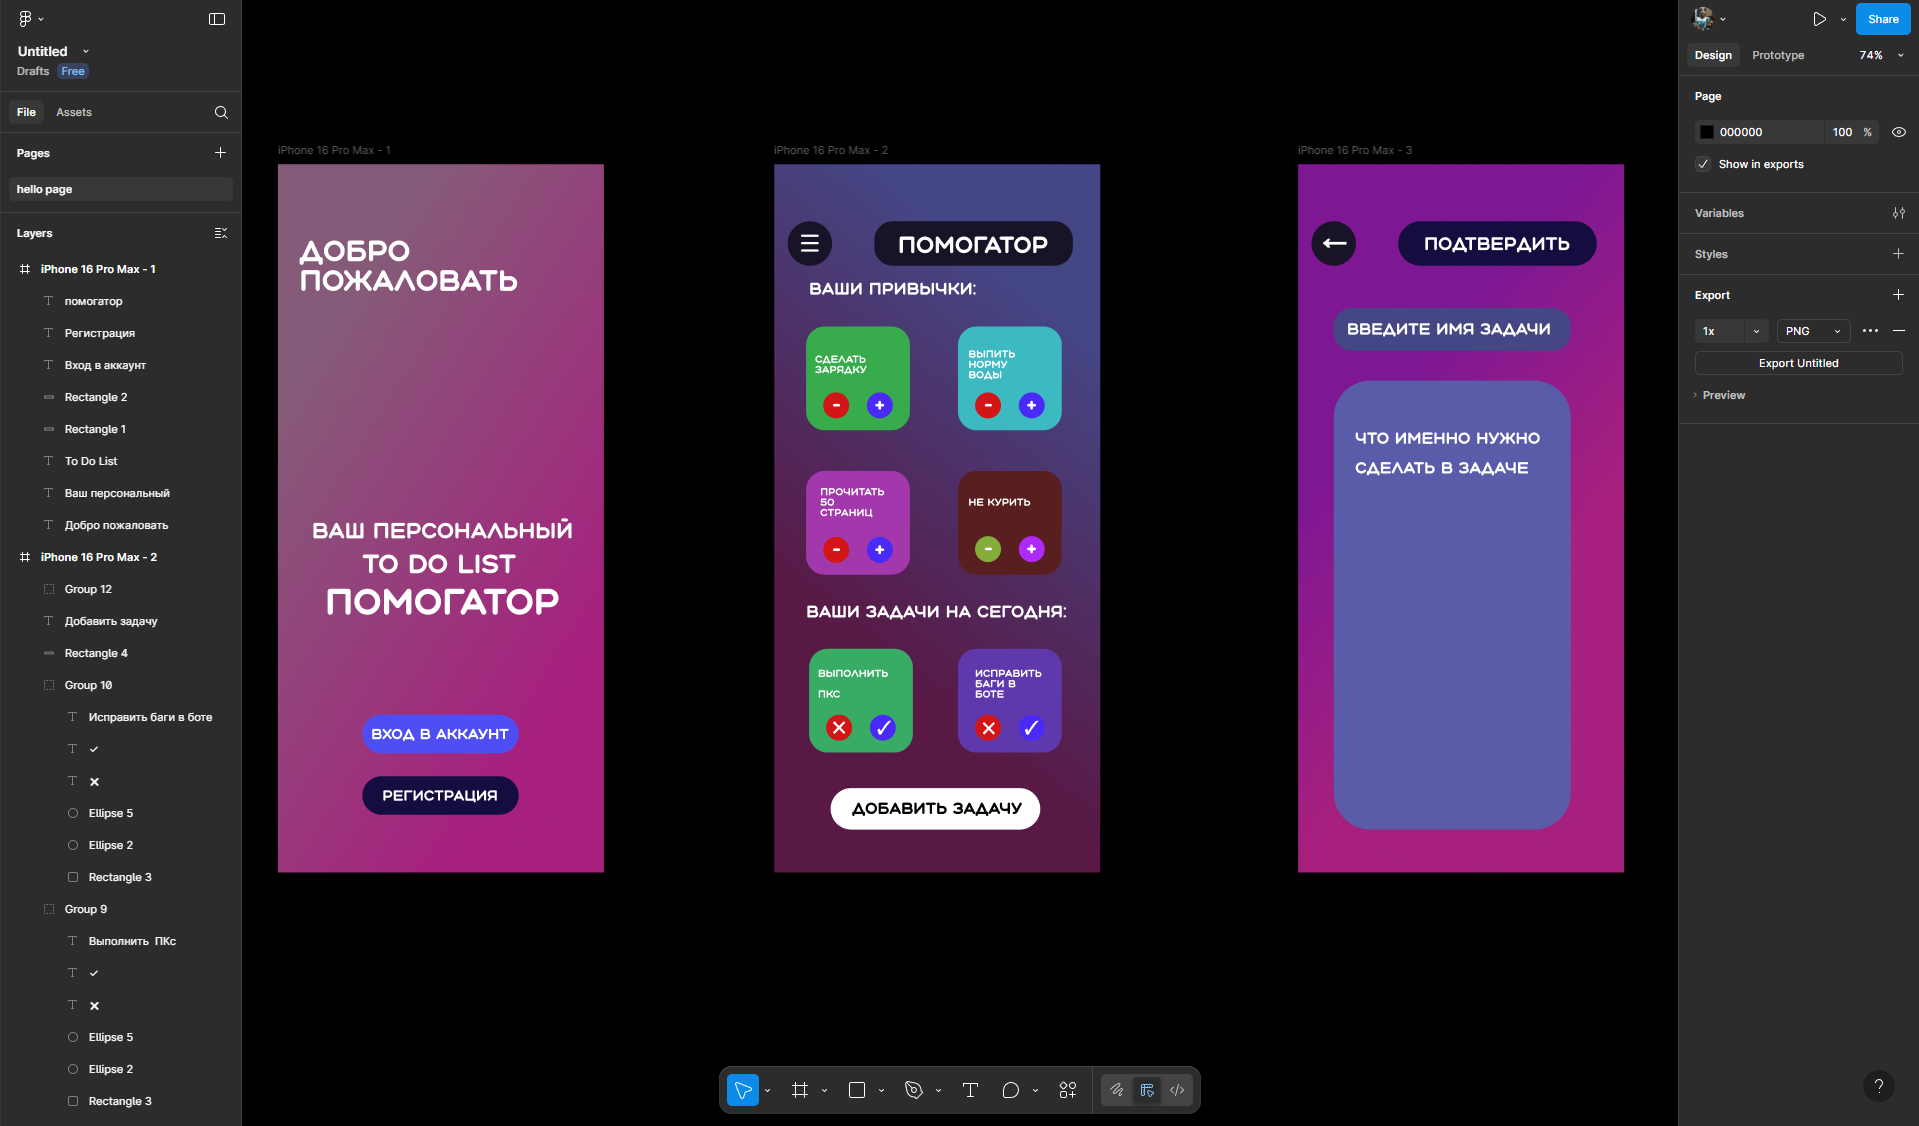 Untitled
Drafts Free
File Assets
Pages
hello page
Layers
iPhone 16 Pro Max - 1
помогатор
Регистрация
Вход в аккаунт
Rectangle 2
Rectangle 1
To Do List
Ваш персональный
Добро пожаловать
iPhone 16 Pro Max - 2
Group 12
Добавить задачу
Rectangle 4
Group 10
Исправить баги в боте
✓
✕
Ellipse 5
Ellipse 2
Rectangle 3
Group 9
Выполнить ПКс
✓
✕
Ellipse 5
Ellipse 2
Rectangle 3
iPhone 16 Pro Max - 1
ДОБРО
ПОЖАЛОВАТЬ
ВАШ ПЕРСОНАЛЬНЫЙ
TO DO LIST
ПОМОГАТОР
ВХОД В АККАУНТ
РЕГИСТРАЦИЯ
iPhone 16 Pro Max - 2
ПОМОГАТОР
ВАШИ ПРИВЫЧКИ:
СДЕЛАТЬ
ЗАРЯДКУ
- +
ВЫПИТЬ
НОРМУ
ВОДЫ
- +
ПРОЧИТАТЬ
50
СТРАНИЦ
- +
НЕ КУРИТЬ
- +
ВАШИ ЗАДАЧИ НА СЕГОДНЯ:
ВЫПОЛНИТЬ
ПКС
✕ ✓
ИСПРАВИТЬ
БАГИ В
БОТЕ
✕ ✓
ДОБАВИТЬ ЗАДАЧУ
iPhone 16 Pro Max - 3
ПОДТВЕРДИТЬ
ВВЕДИТЕ ИМЯ ЗАДАЧИ
ЧТО ИМЕННО НУЖНО
СДЕЛАТЬ В ЗАДАЧЕ
Share
Design Prototype 74%
Page
000000 100 %
Show in exports
Variables
Styles
Export
1x PNG
Export Untitled
Preview
?